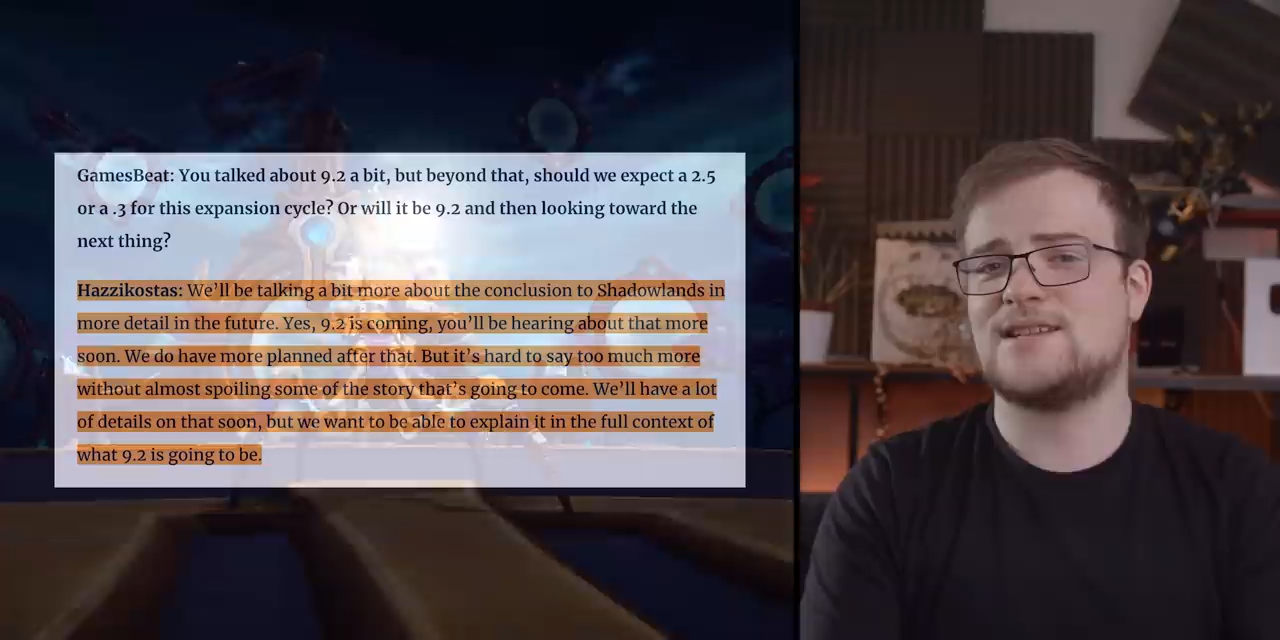 GamesBeat: You talked about 9.2 a bit, but beyond that, should we expect a 2.5
or a .3 for this expansion cycle? Or will it be 9.2 and then looking toward the
next thing?
Hazzikostas: We’ll be talking a bit more about the conclusion to Shadowlands in
more detail in the future. Yes, 9.2 is coming, you’ll be hearing about that more
soon. We do have more planned after that. But it’s hard to say too much more
without almost spoiling some of the story that’s going to come. We’ll have a lot
of details on that soon, but we want to be able to explain it in the full context of
what 9.2 is going to be.